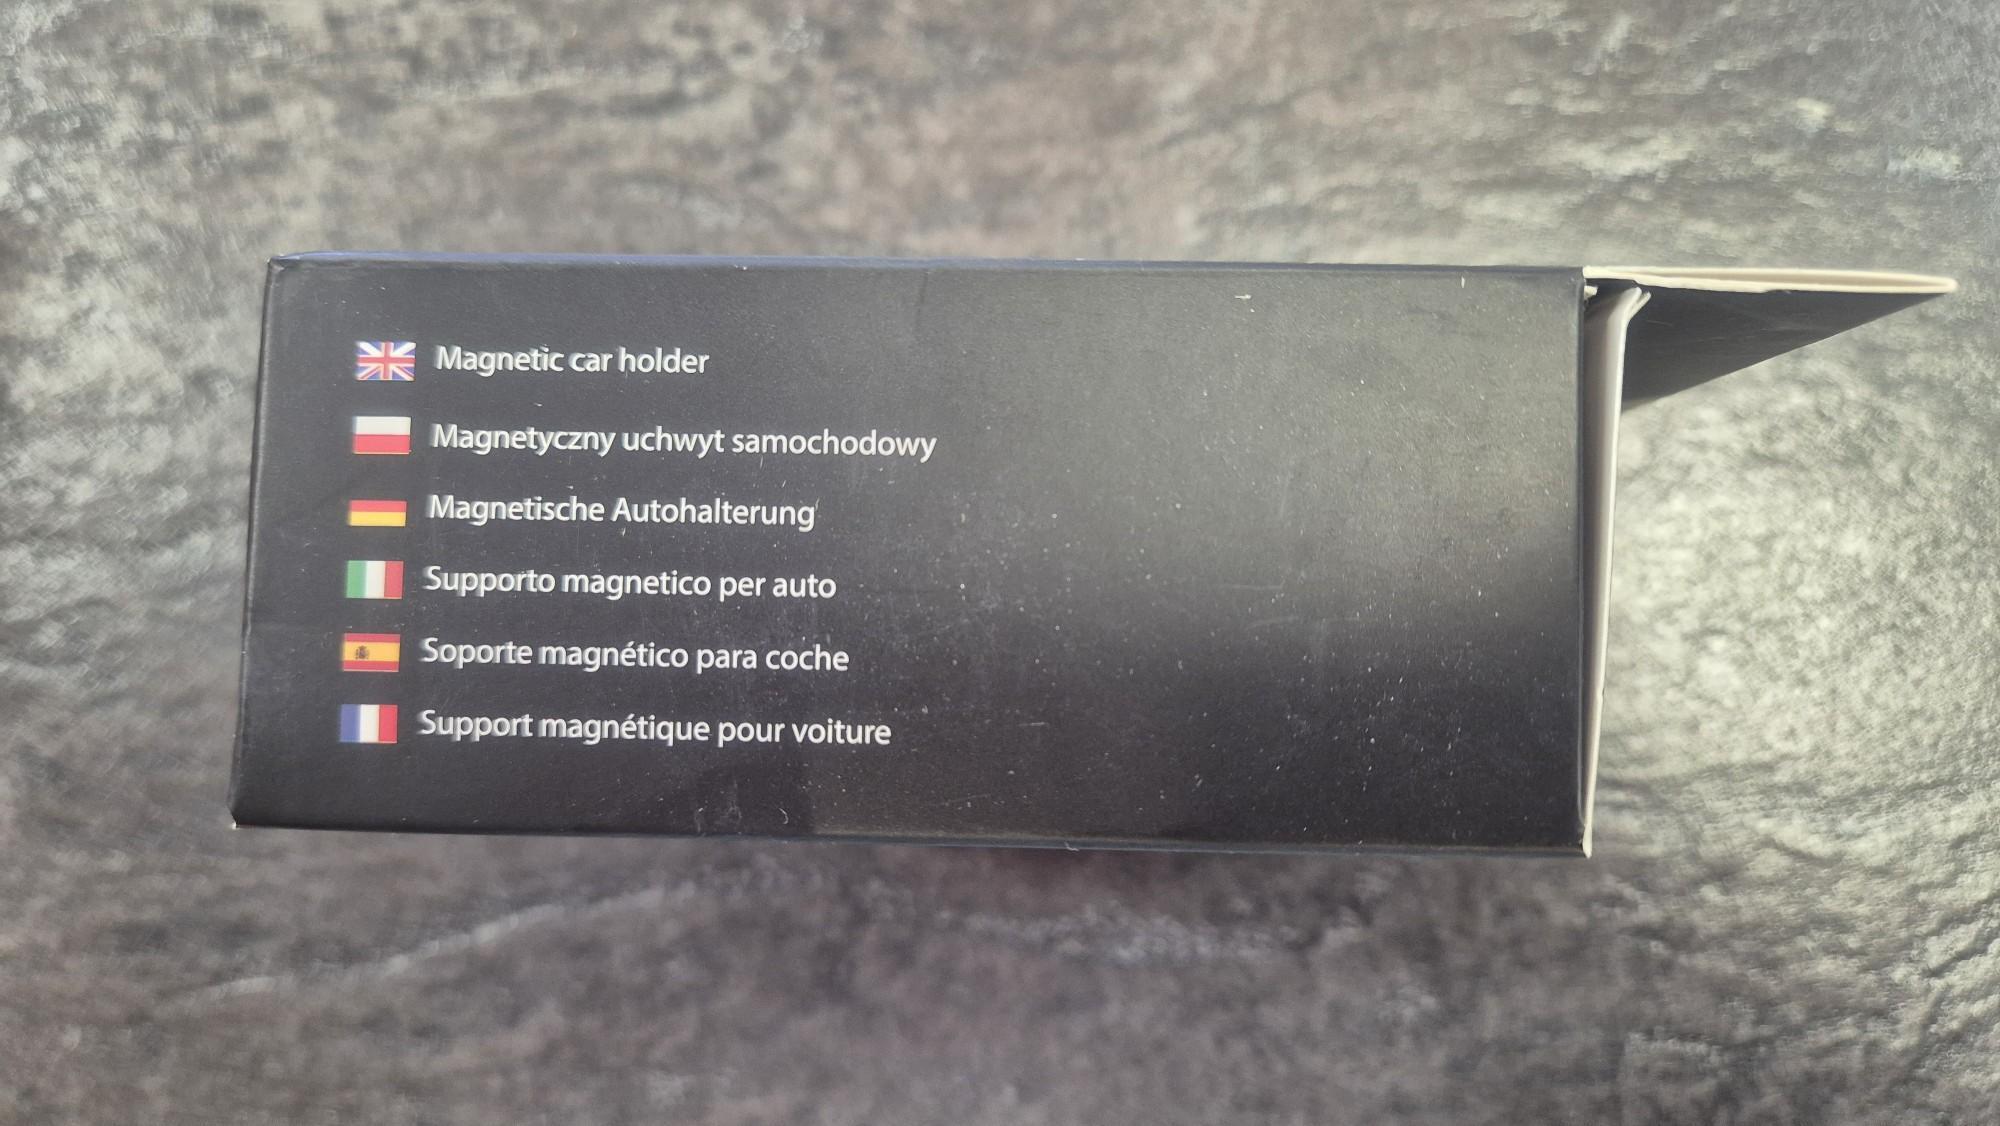 Magnetic car holder
Magnetyczny uchwyt samochodowy
Magnetische Autohalterung
Supporto magnetico per auto
Soporte magnético para coche
Support magnétique pour voiture